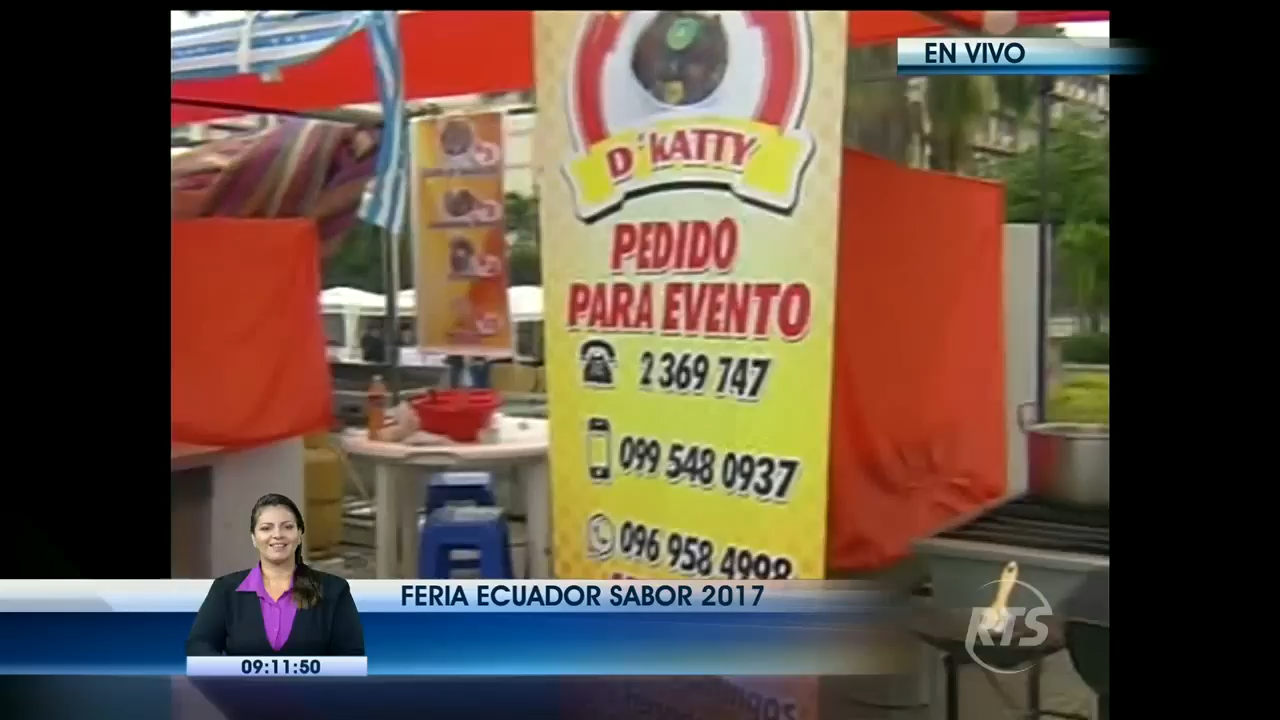 EN VIVO
D´KATTY
PEDIDO
PARA EVENTO
2 369 747
099 548 0937
096 958 4998
FERIA ECUADOR SABOR 2017
RTS
09:11:50